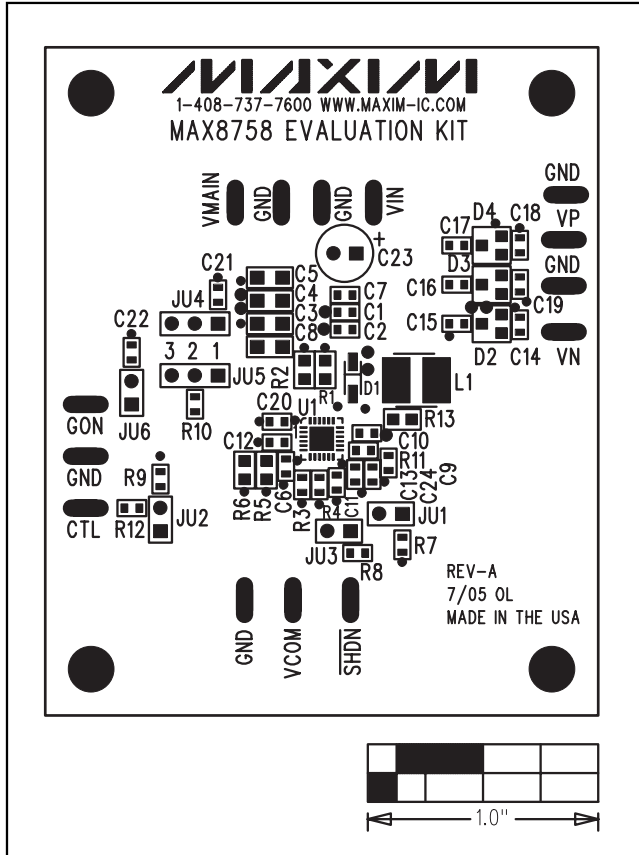 MAXIM
1-408-737-7600 WWW.MAXIM-IC.COM
MAX8758 EVALUATION KIT
VMAIN
GND
GND
VIN
GND
VP
GND
VN
C17
D4
C18
D3
C16
C19
C15
D2
C14
+
C23
C21
C5
C4
C3
C8
C7
C1
C2
JU4
C22
3 2 1
JU5
R2
R1
D1
L1
JU6
R10
C20
U1
R13
GON
C12
C10
R11
GND
R9
R6
R5
C6
R3
R4
C11
C13
C24
C9
CTL
R12
JU2
JU3
JU1
R8
R7
GND
VCOM
SHDN
REV-A
7/05 OL
MADE IN THE USA
1.0"